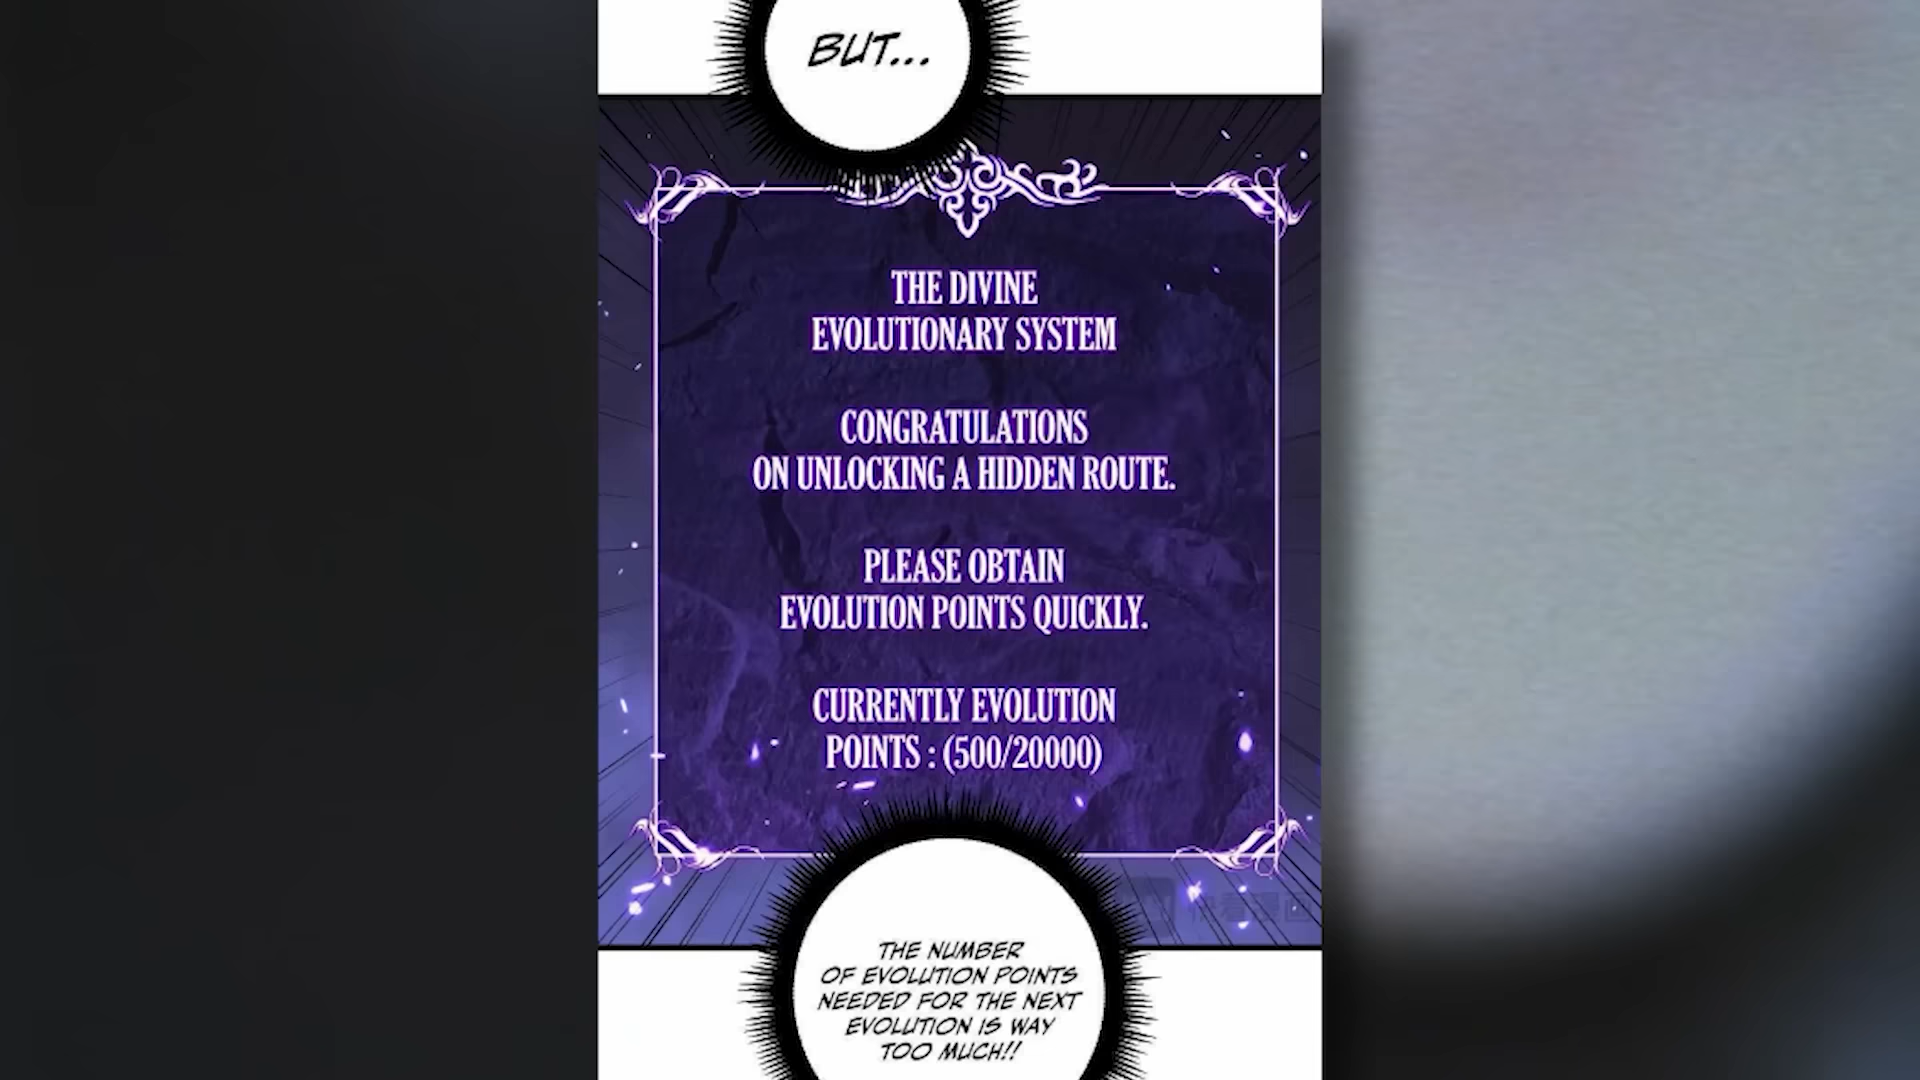 BUT...
THE DIVINE
EVOLUTIONARY SYSTEM
CONGRATULATIONS
ON UNLOCKING A HIDDEN ROUTE.
PLEASE OBTAIN
EVOLUTION POINTS QUICKLY.
CURRENTLY EVOLUTION
POINTS : (500/20000)
THE NUMBER
OF EVOLUTION POINTS
NEEDED FOR THE NEXT
EVOLUTION IS WAY
TOO MUCH!!